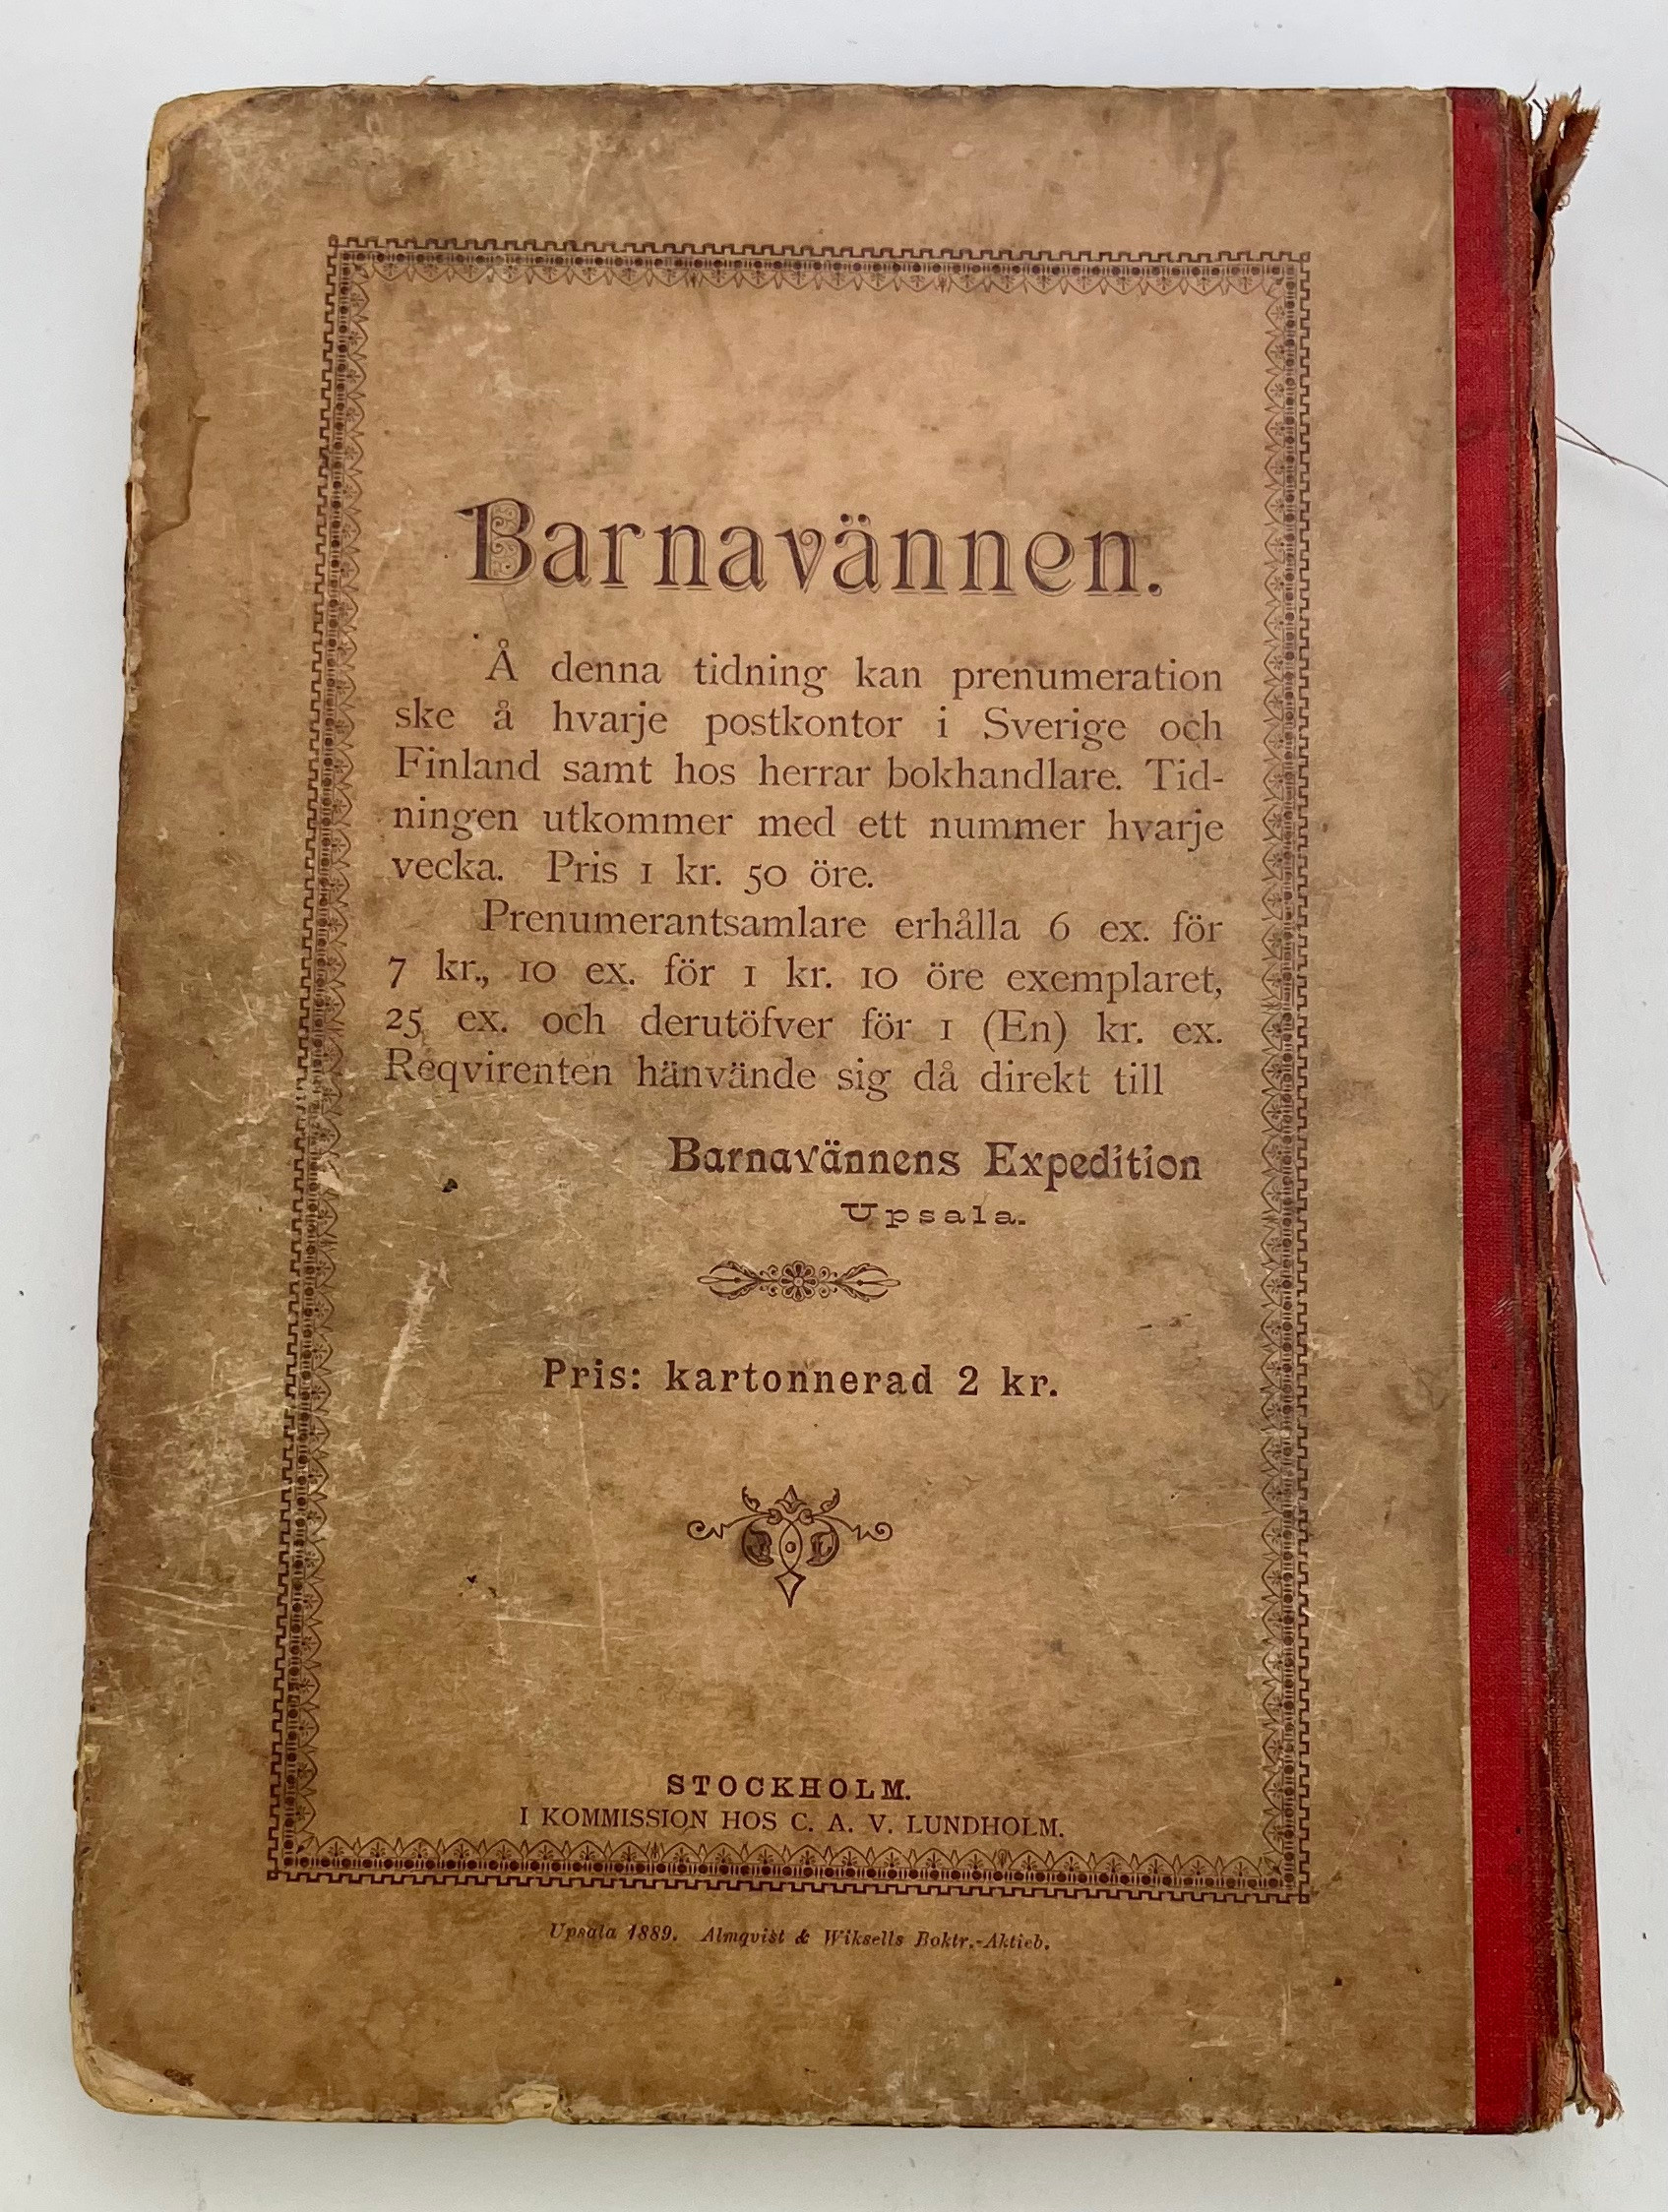 Barnavännen.
Å denna tidning kan prenumeration
ske å hvarje postkontor i Sverige och
Finland samt hos herrar bokhandlare. Tid-
ningen utkommer med ett nummer hvarje
vecka. Pris 1 kr. 50 öre.
Prenumerantsamlare erhålla 6 ex. för
7 kr., 10 ex. för 1 kr. 10 öre exemplaret,
25 ex. och derutöfver för 1 (En) kr. ex.
Reqvirenten hänvände sig då direkt till
Barnavännens Expedition
Upsala.
Pris: kartonnerad 2 kr.
STOCKHOLM.
I KOMMISSION HOS C. A. V. LUNDHOLM.
Upsala 1889. Almqvist & Wiksells Boktr.-Aktieb.